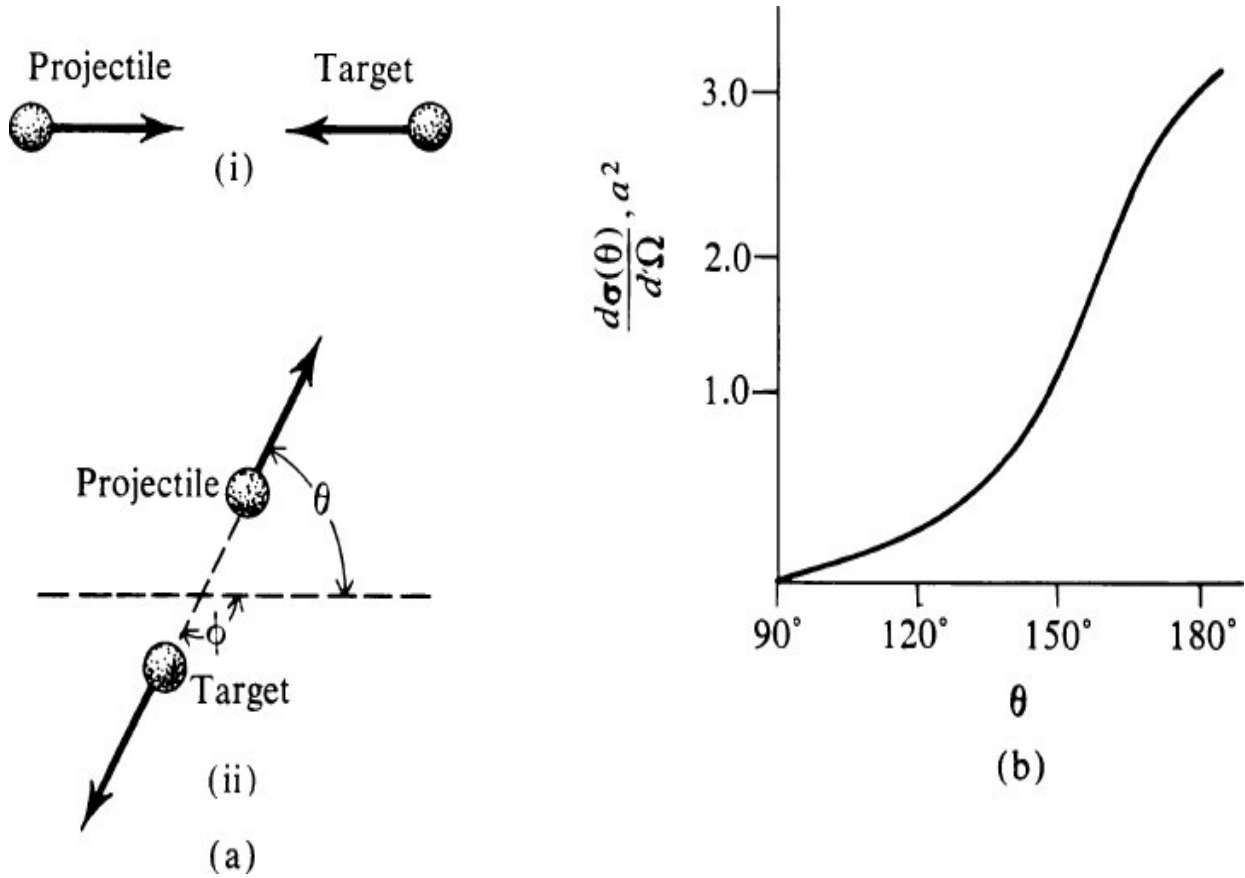 Projectile
Target
(i)
Projectile
θ
ϕ
Target
(ii)
(a)
dσ(θ)/dΩ, a²
3.0
2.0
1.0
90° 120° 150° 180°
θ
(b)